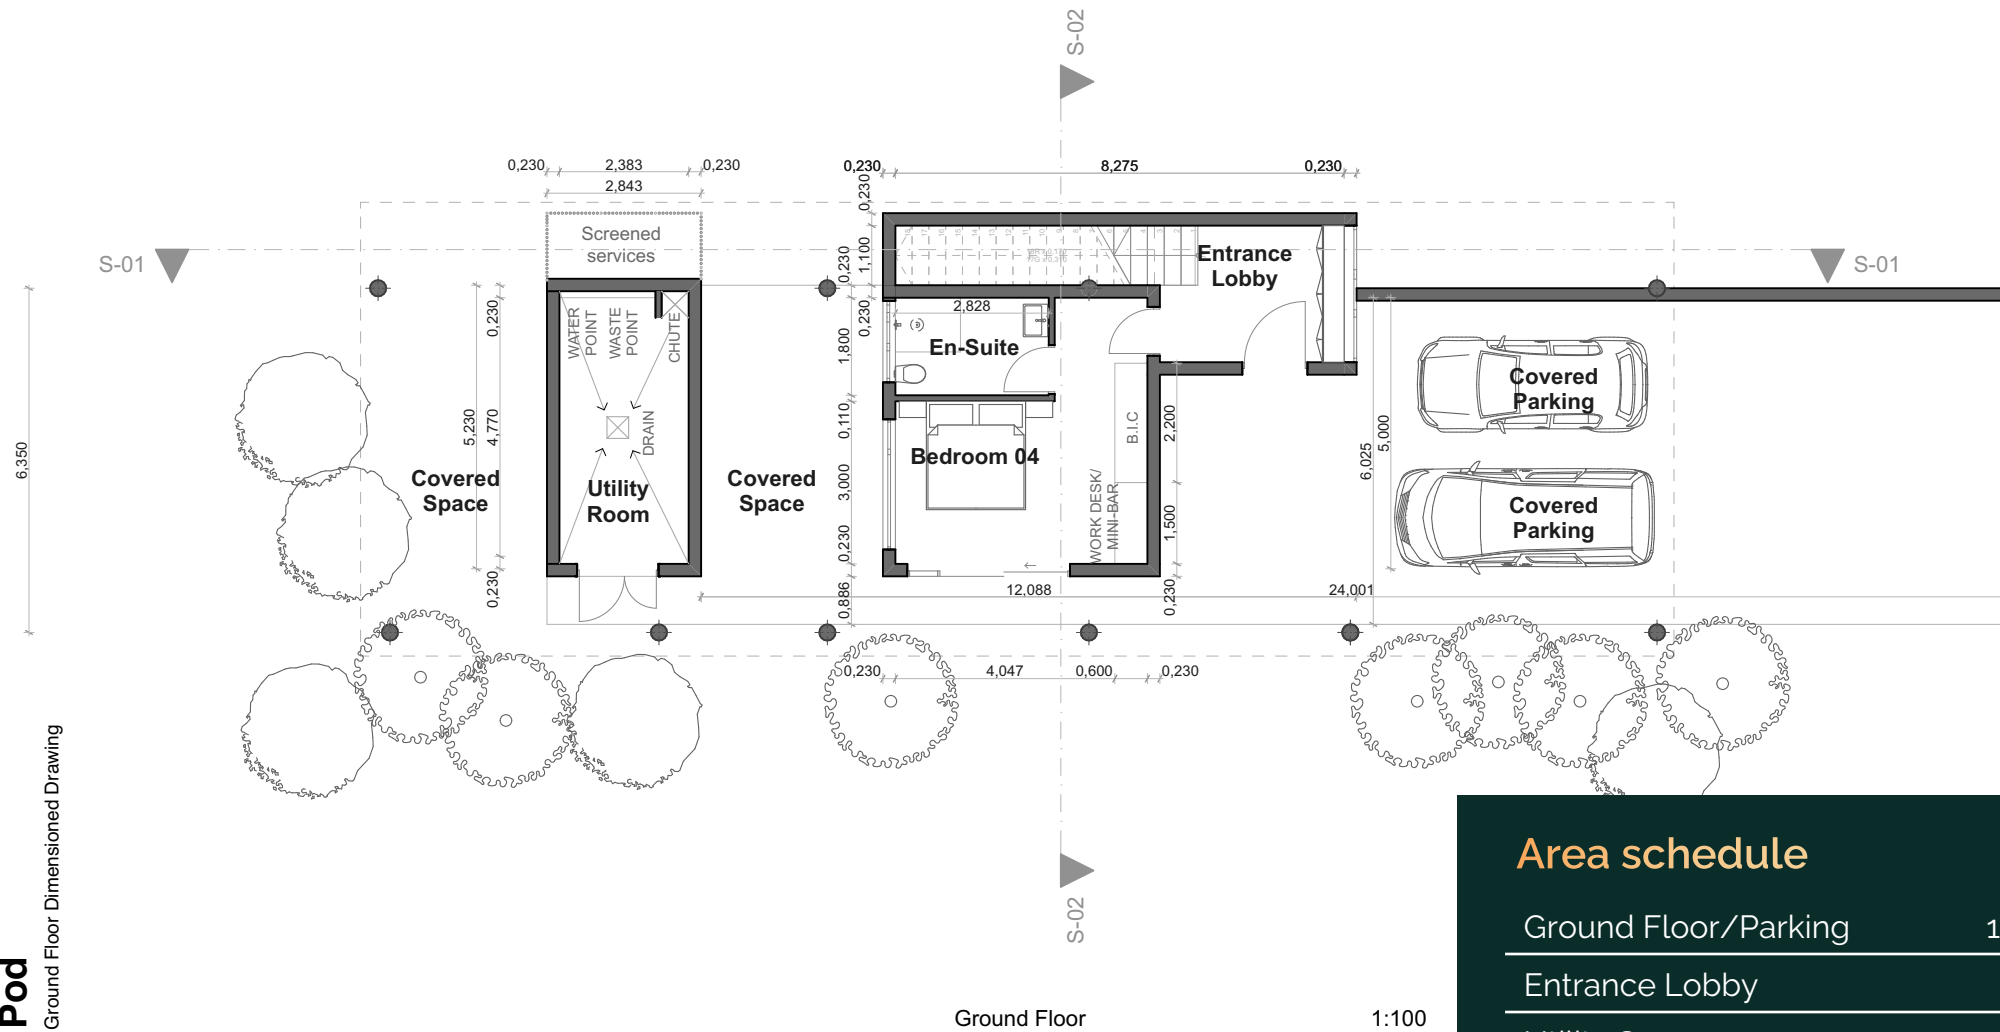 S-02
0,230
2,383
0,230
2,843
0,230
8,275
0,230
0,230
1,100
0,230
0,230
Screened
services
S-01
S-01
Entrance
Lobby
2,828
En-Suite
1,800
0,110
3,000
0,230
0,886
WATER
POINT
WASTE
POINT
CHUTE
DRAIN
0,230
5,230
4,770
0,230
6,350
Covered
Space
Utility
Room
Covered
Space
Bedroom 04
B.I.C
WORK DESK/
MINI-BAR
2,200
1,500
0,230
Covered
Parking
Covered
Parking
6,025
5,000
12,088
24,001
0,230
4,047
0,600
0,230
S-02
Pod
Ground Floor Dimensioned Drawing
Ground Floor
1:100
Area schedule
Ground Floor/Parking 1
Entrance Lobby